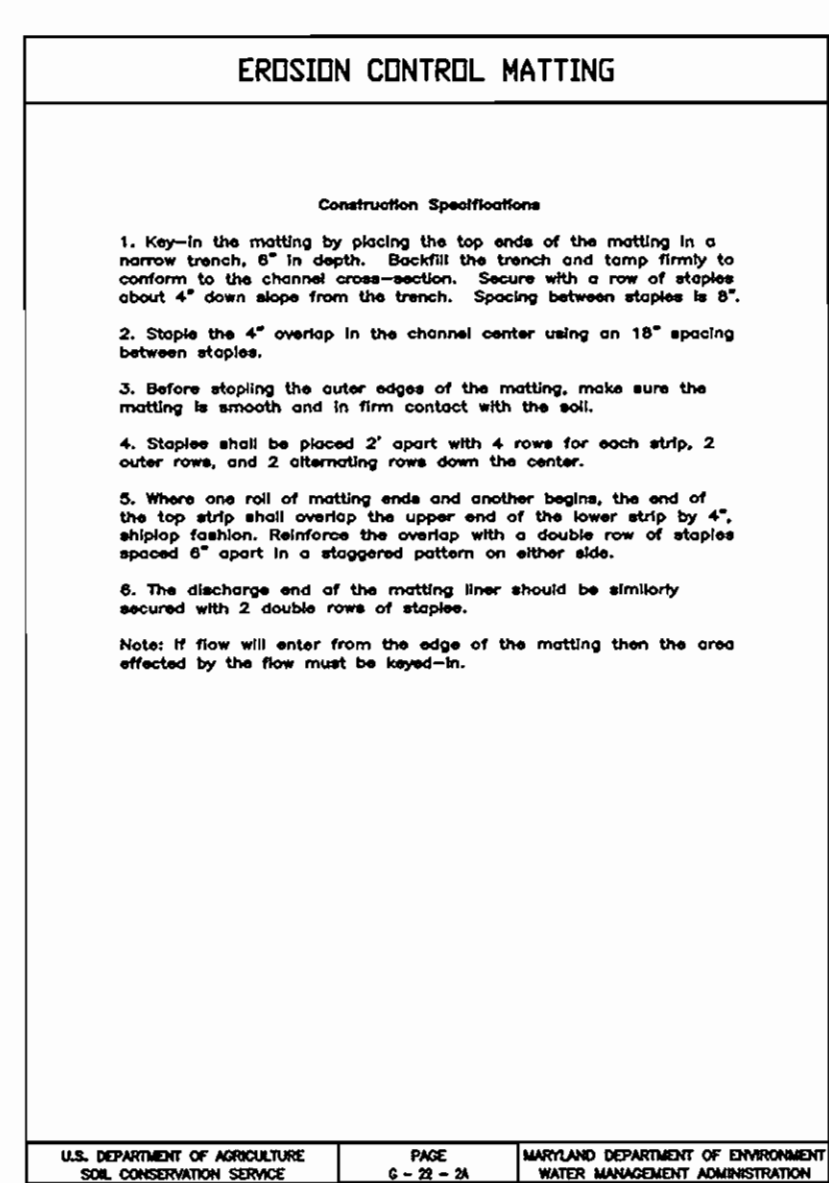 EROSION CONTROL MATTING
Construction Specifications
1. Key-in the matting by placing the top ends of the matting in a
narrow trench, 6" in depth. Backfill the trench and tamp firmly to
conform to the channel cross-section. Secure with a row of staples
about 4" down slope from the trench. Spacing between staples is 6".
2. Staple the 4" overlap in the channel center using an 18" spacing
between staples.
3. Before stapling the outer edges of the matting, make sure the
matting is smooth and in firm contact with the soil.
4. Staples shall be placed 2' apart with 4 rows for each strip, 2
outer rows, and 2 alternating rows down the center.
5. Where one roll of matting ends and another begins, the end of
the top strip shall overlap the upper end of the lower strip by 4",
shiplap fashion. Reinforce the overlap with a double row of staples
spaced 6" apart in a staggered pattern on either side.
6. The discharge end of the matting liner should be similarly
secured with 2 double rows of staples.
Note: If flow will enter from the edge of the matting then the area
effected by the flow must be keyed-in.
U.S. DEPARTMENT OF AGRICULTURE
SOIL CONSERVATION SERVICE
PAGE
G - 22 - 2A
MARYLAND DEPARTMENT OF ENVIRONMENT
WATER MANAGEMENT ADMINISTRATION